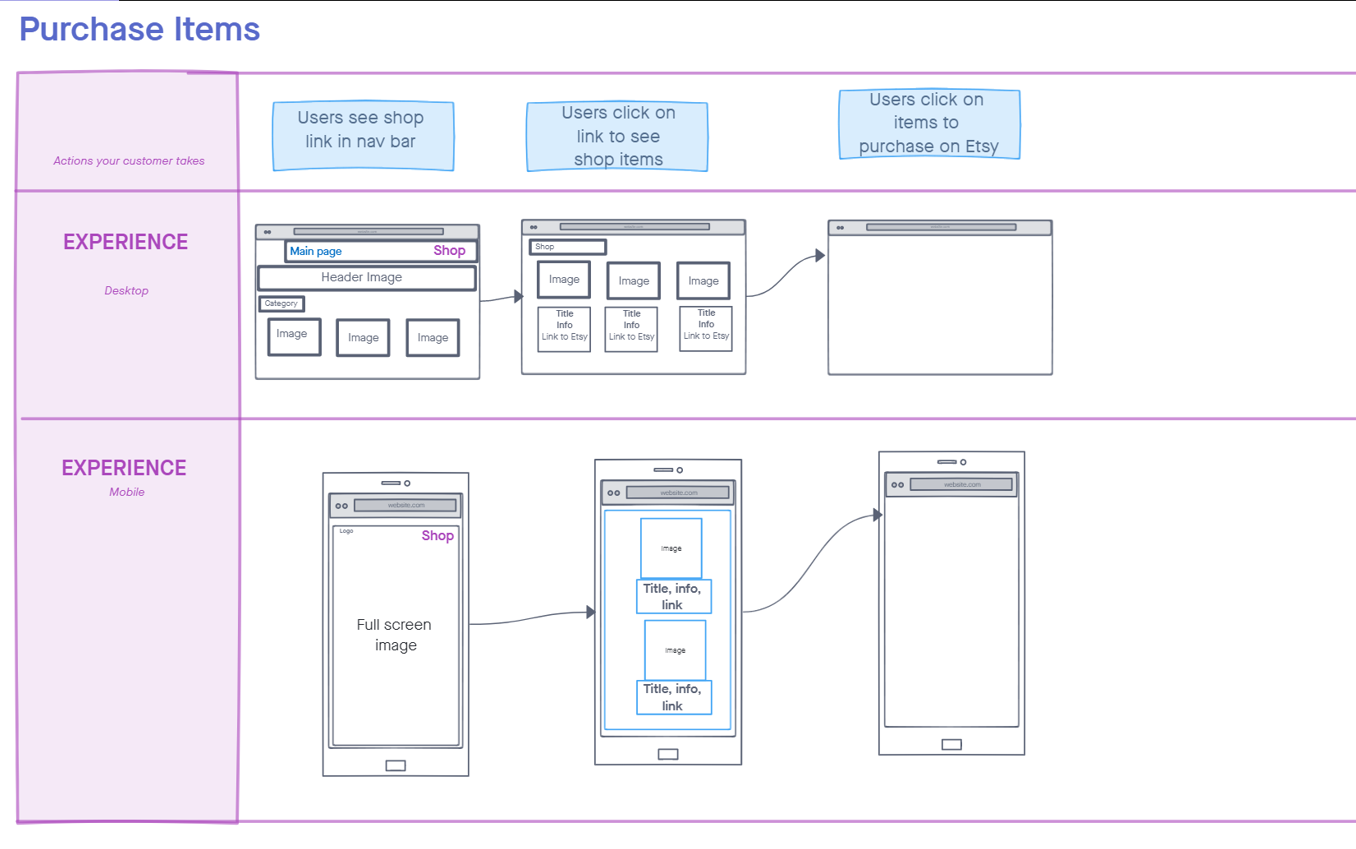 Purchase Items
Actions your customer takes
Users see shop
link in nav bar
Users click on
link to see
shop items
Users click on
items to
purchase on Etsy
EXPERIENCE
Desktop
Main page
Shop
Header Image
Category
Image
Image
Image
Shop
Image
Image
Image
Title
Info
Link to Etsy
Title
Info
Link to Etsy
Title
Info
Link to Etsy
EXPERIENCE
Mobile
website.com
Logo
Shop
Full screen
image
website.com
Image
Title, info,
link
Image
Title, info,
link
website.com